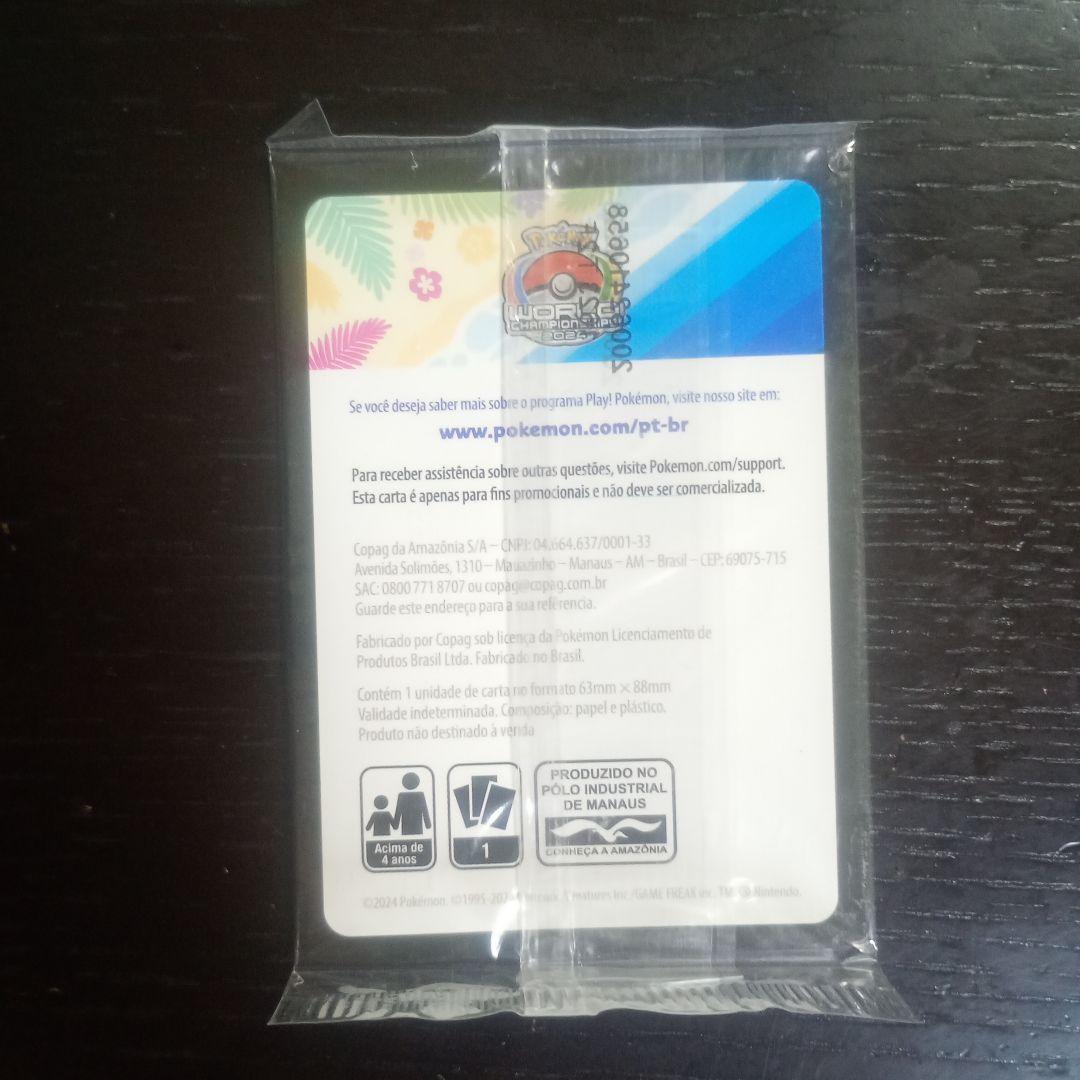 Pokémon
WORLD
CHAMPIONSHIPS
2024
Se você deseja saber mais sobre o programa Play! Pokémon, visite nosso site em:
www.pokemon.com/pt-br
Para receber assistência sobre outras questões, visite Pokemon.com/support.
Esta carta é apenas para fins promocionais e não deve ser comercializada.
Copag da Amazônia S/A – CNPJ: 04.664.637/0001-33
Avenida Solimões, 1310 – Mauazinho – Manaus – AM – Brasil – CEP: 69075-715
SAC: 0800 771 8707 ou copag@copag.com.br
Guarde este endereço para a sua referência.
Fabricado por Copag sob licença da Pokémon Licenciamento de
Produtos Brasil Ltda. Fabricado no Brasil.
Contém 1 unidade de carta no formato 63mm × 88mm
Validade indeterminada. Composição: papel e plástico.
Produto não destinado à venda
Acima de
4 anos
1
PRODUZIDO NO
PÓLO INDUSTRIAL
DE MANAUS
CONHEÇA A AMAZÔNIA
©2024 Pokémon. ©1995-2024 Nintendo/Creatures Inc./GAME FREAK inc. TM, ® Nintendo.